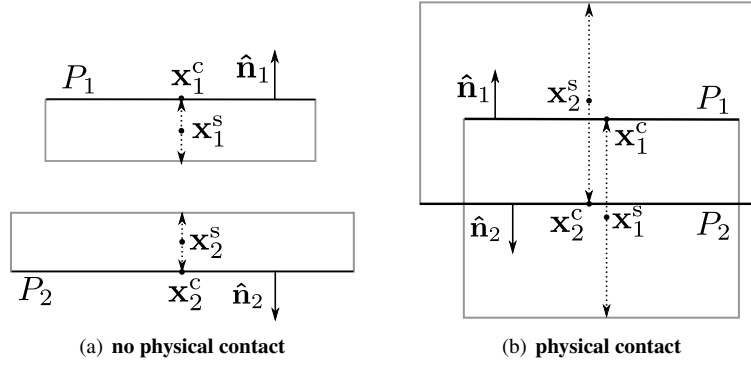 P₁ x₁ᶜ n̂₁
x₁ˢ
x₂ˢ
P₂ x₂ᶜ n̂₂
(a) no physical contact
n̂₁ x₂ˢ P₁
x₁ᶜ
n̂₂ x₂ᶜ x₁ˢ P₂
(b) physical contact